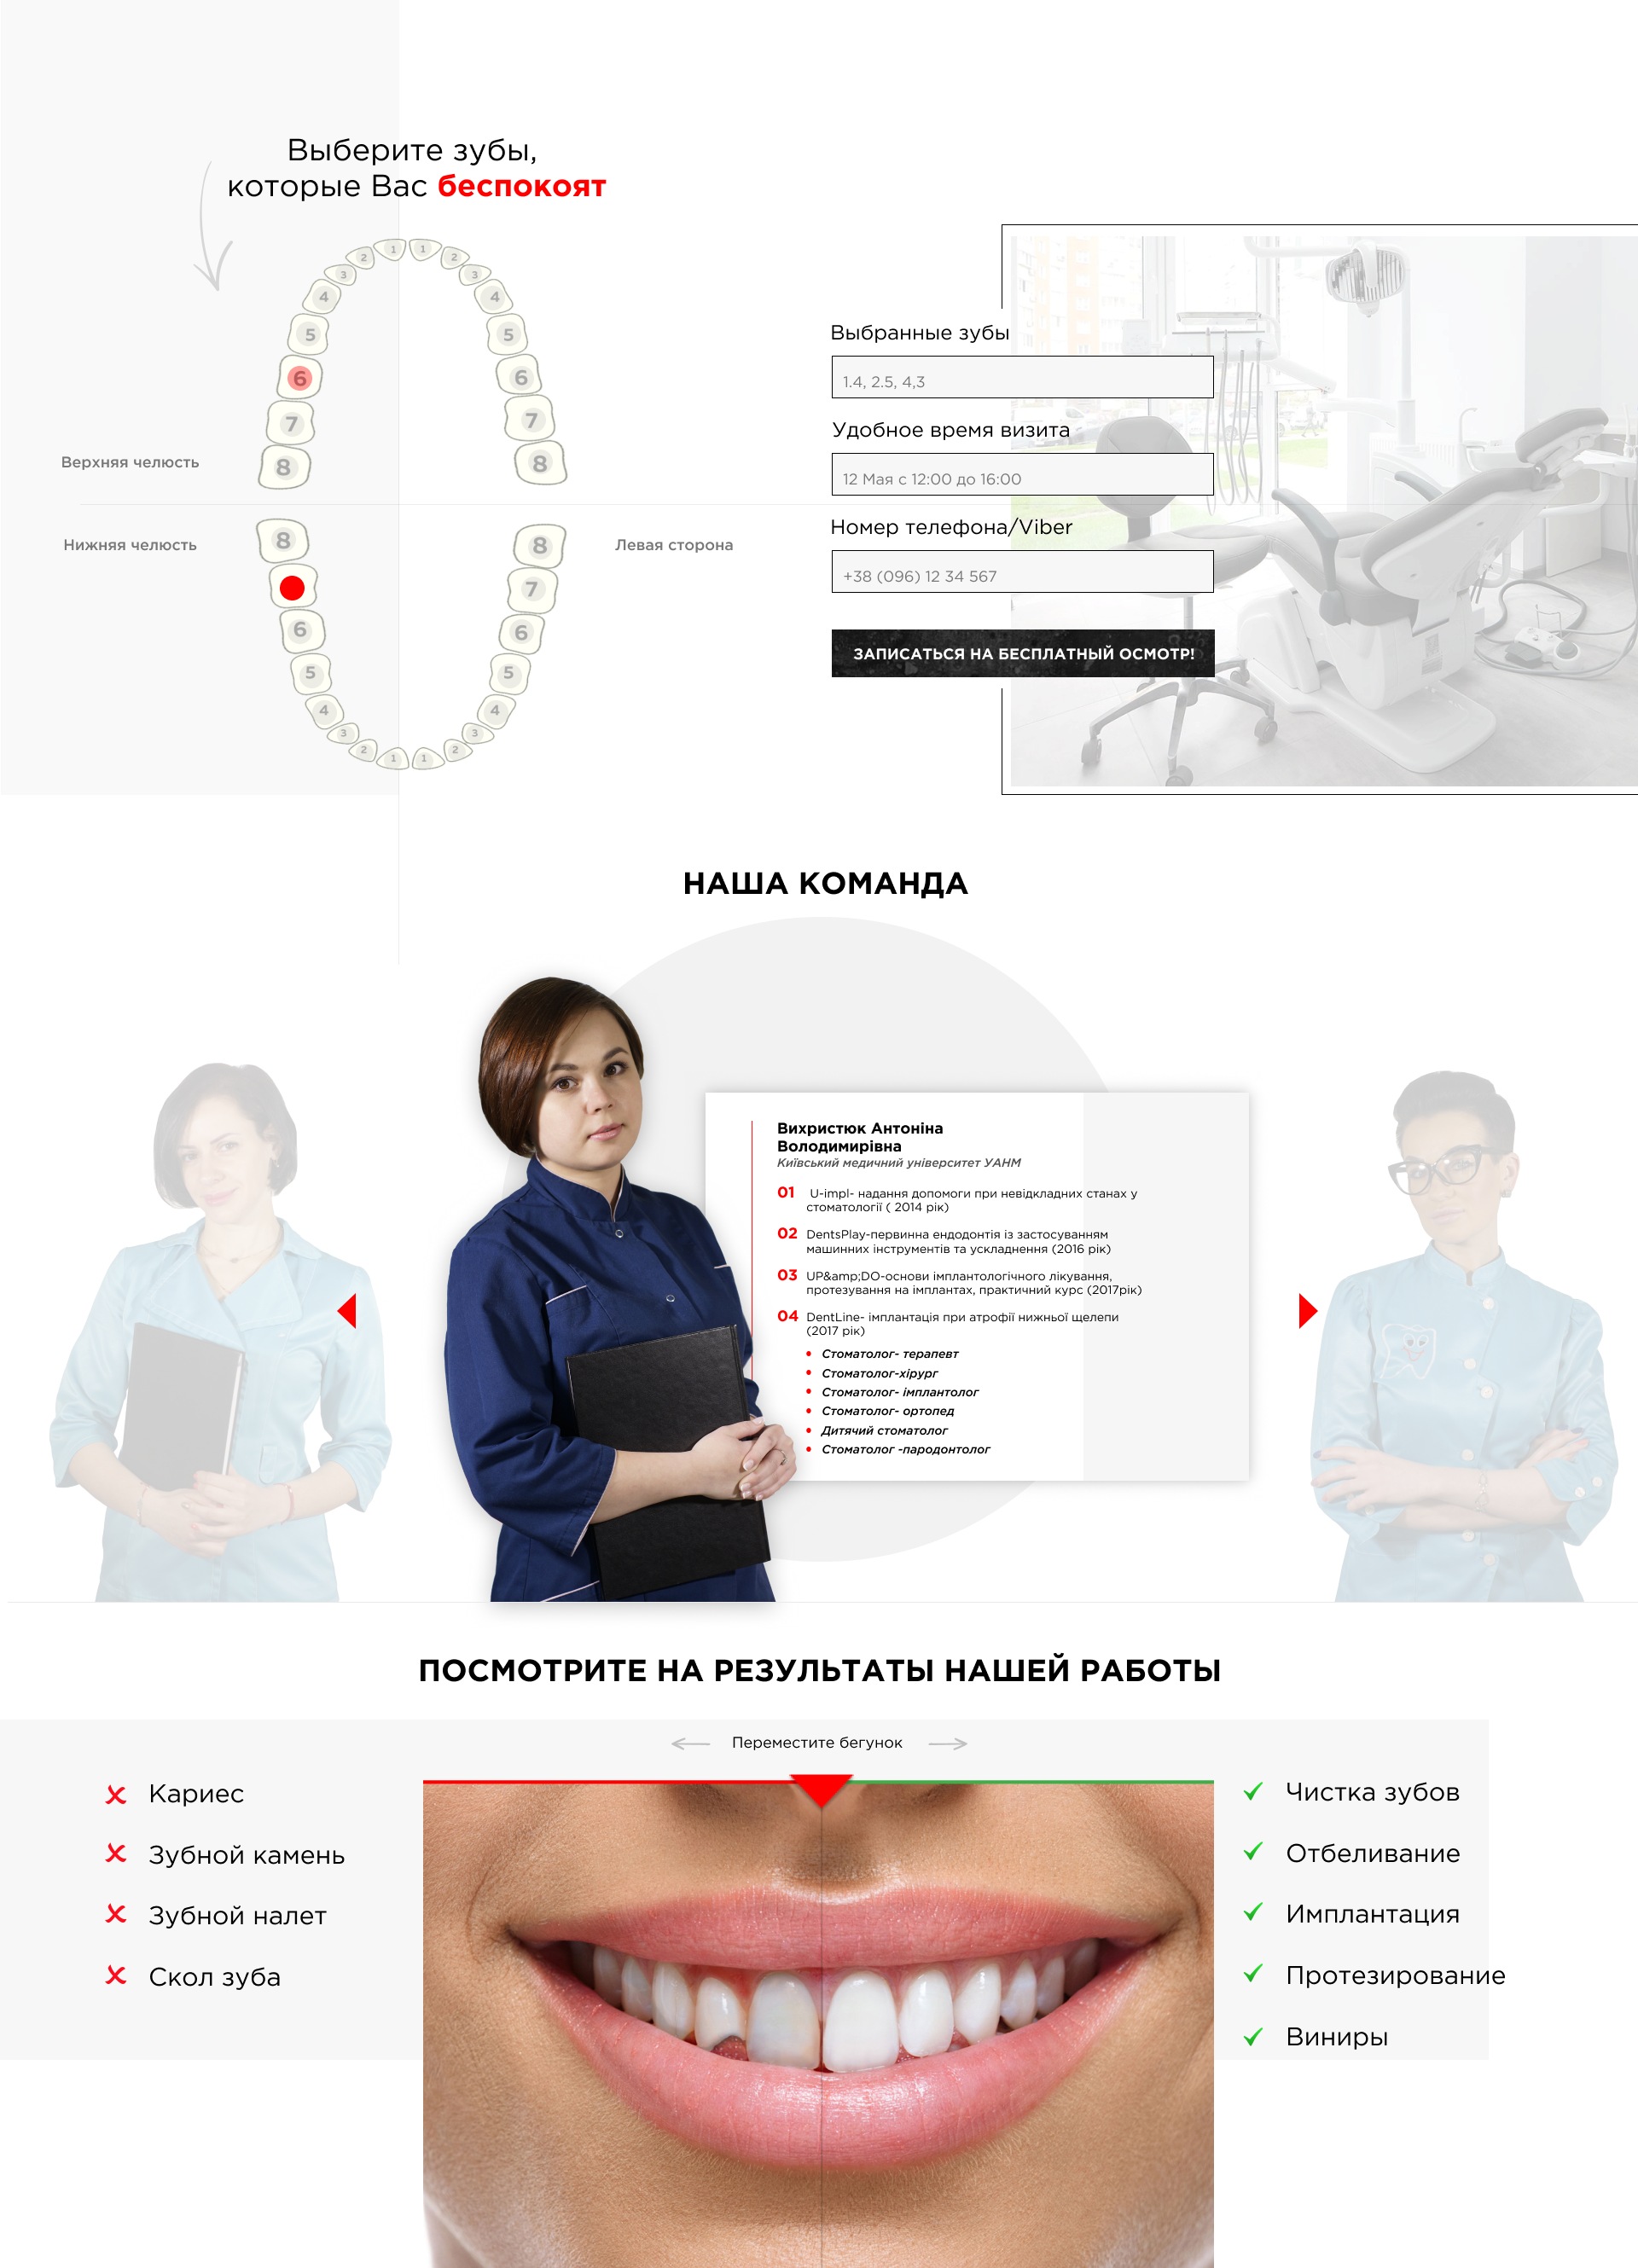 Выберите зубы,
которые Вас беспокоят
1 1
2 2
3 3
4 4
5 5
6 6
7 7
8 8
Верхняя челюсть
Нижняя челюсть
Левая сторона
8 8
7
6 6
5 5
4 4
3 3
2 2
1 1
Выбранные зубы
1.4, 2.5, 4,3
Удобное время визита
12 Мая с 12:00 до 16:00
Номер телефона/Viber
+38 (096) 12 34 567
ЗАПИСАТЬСЯ НА БЕСПЛАТНЫЙ ОСМОТР!
НАША КОМАНДА
Вихристюк Антоніна
Володимирівна
Київський медичний університет УАНМ
01 U-impl- надання допомоги при невідкладних станах у
стоматології ( 2014 рік)
02 DentsPlay-первинна ендодонтія із застосуванням
машинних інструментів та ускладнення (2016 рік)
03 UP&amp;DO-основи імплантологічного лікування,
протезування на імплантах, практичний курс (2017рік)
04 DentLine- імплантація при атрофії нижньої щелепи
(2017 рік)
Стоматолог- терапевт
Стоматолог-хірург
Стоматолог- імплантолог
Стоматолог- ортопед
Дитячий стоматолог
Стоматолог -пародонтолог
ПОСМОТРИТЕ НА РЕЗУЛЬТАТЫ НАШЕЙ РАБОТЫ
Переместите бегунок
Кариес
Зубной камень
Зубной налет
Скол зуба
Чистка зубов
Отбеливание
Имплантация
Протезирование
Виниры